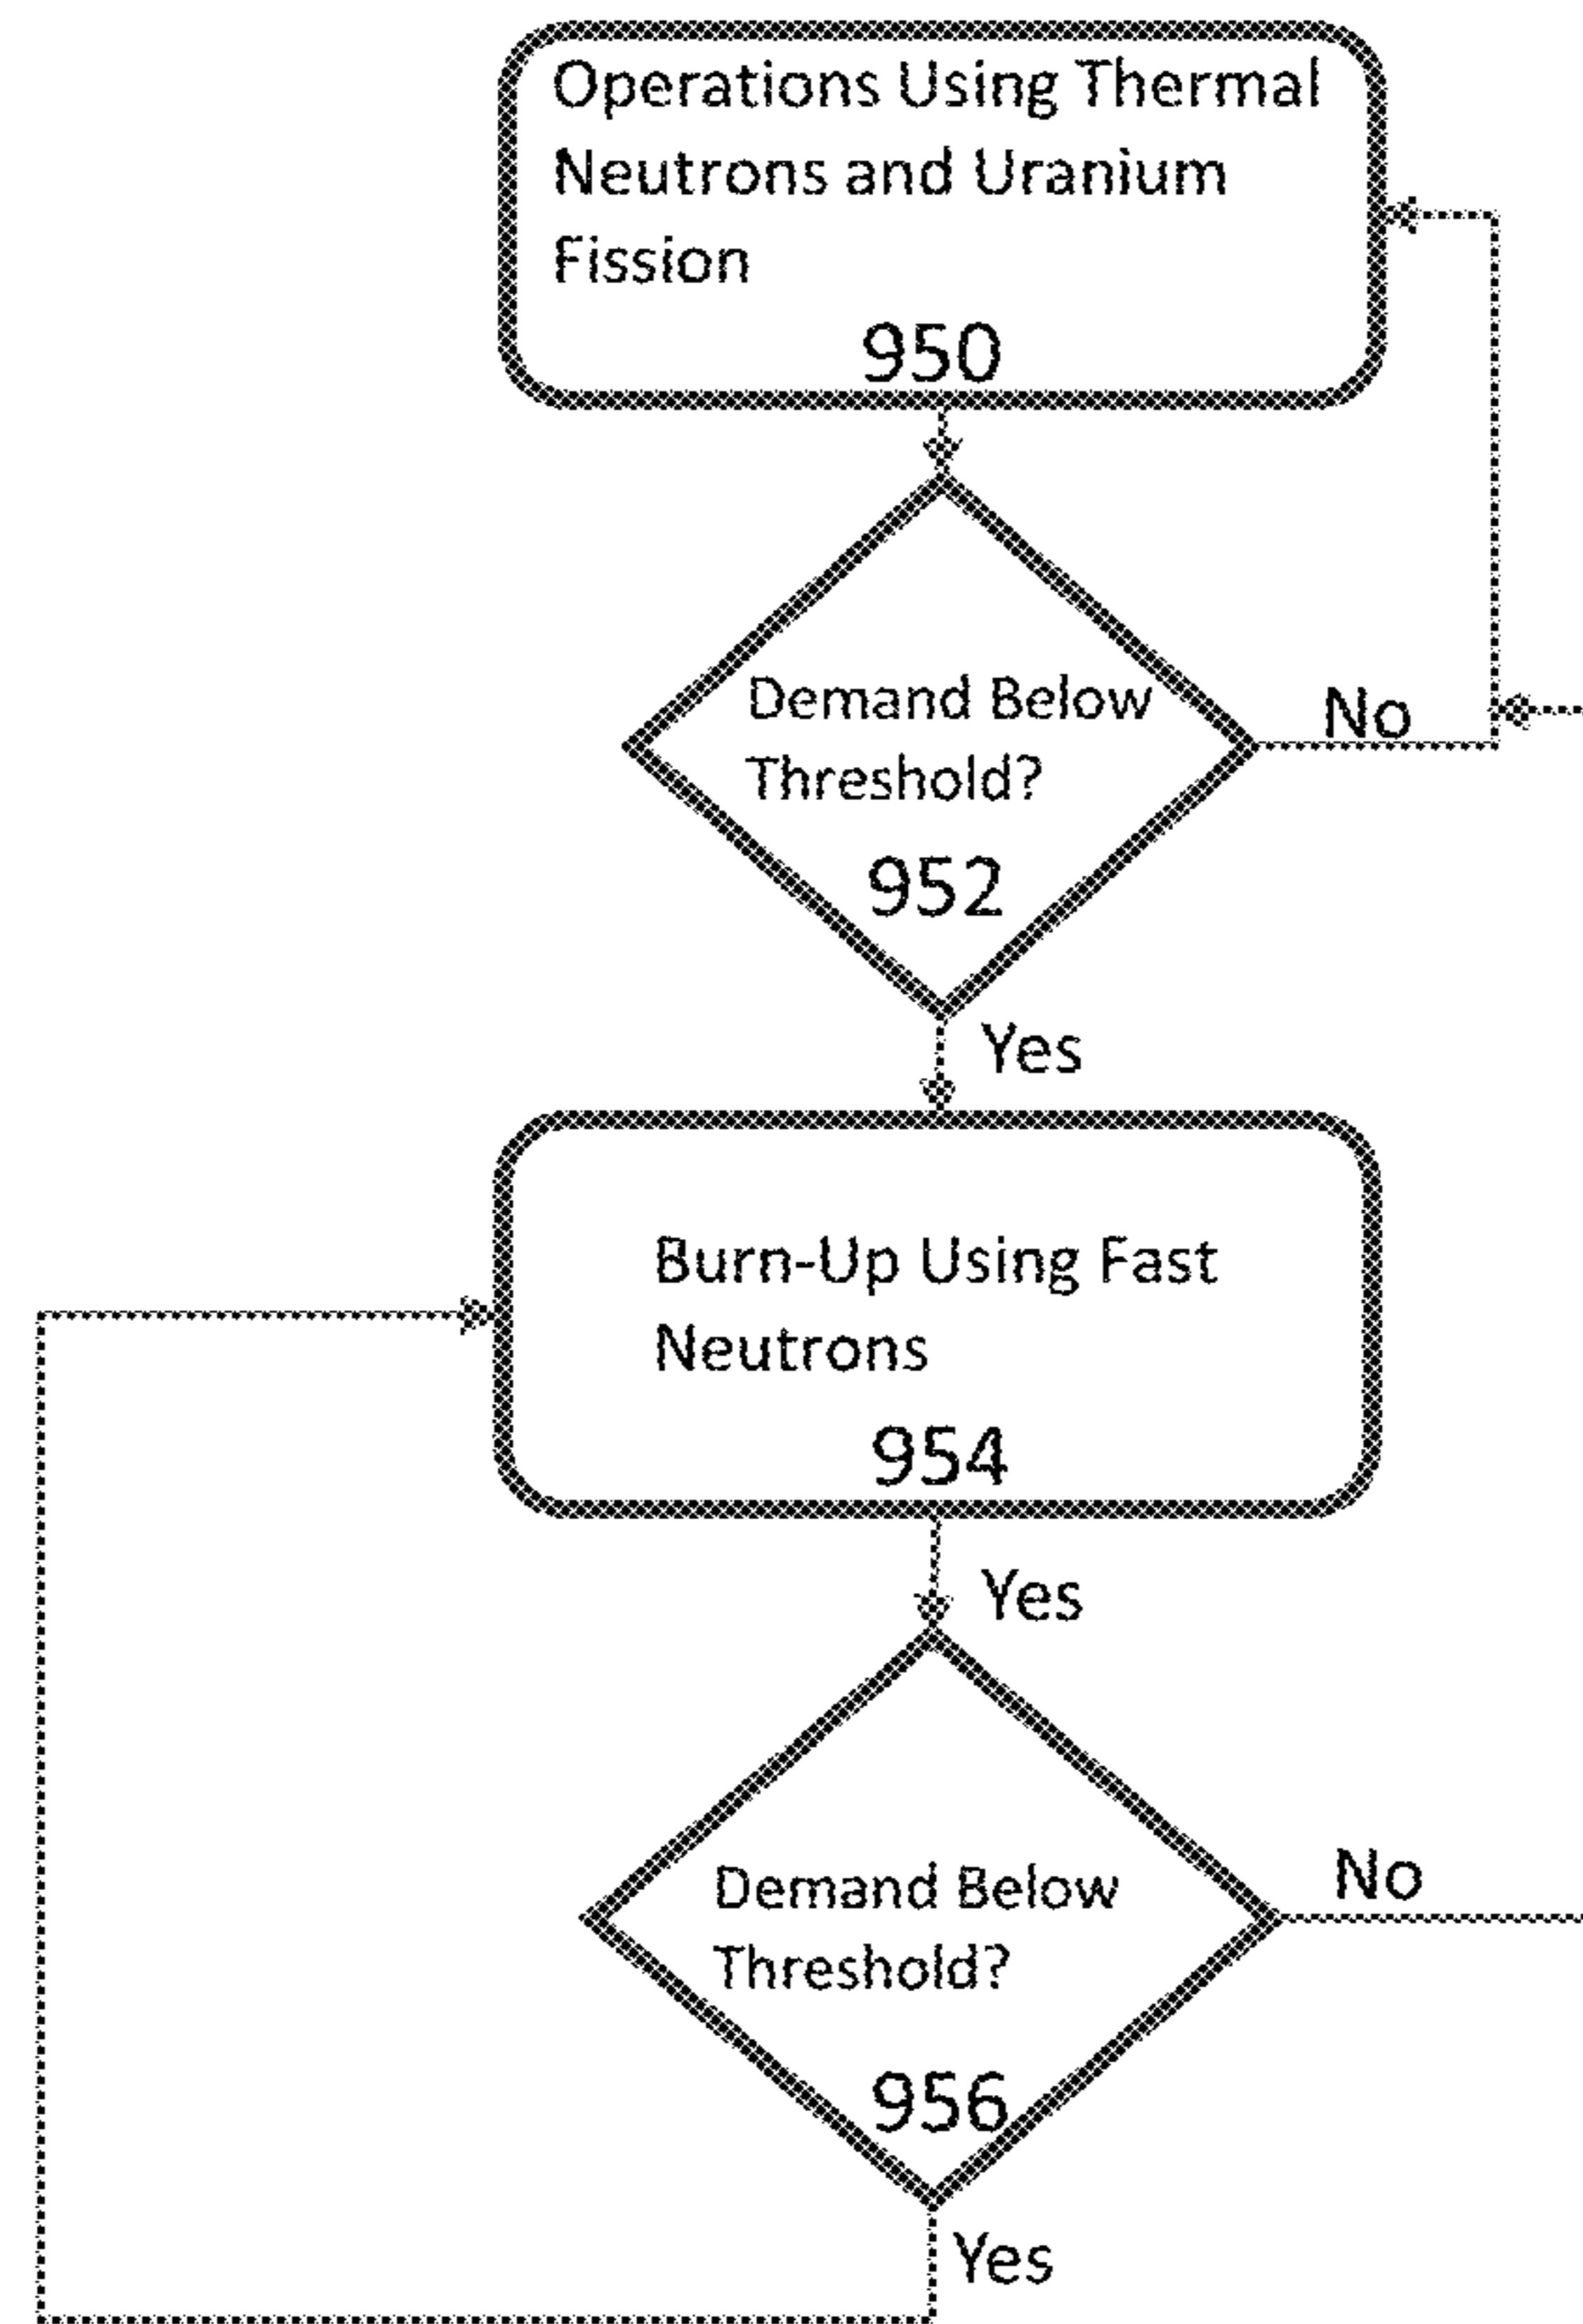 Operations Using Thermal
Neutrons and Uranium
Fission
950
Demand Below
Threshold?
952
No
Yes
Burn-Up Using Fast
Neutrons
954
Yes
Demand Below
Threshold?
956
No
Yes